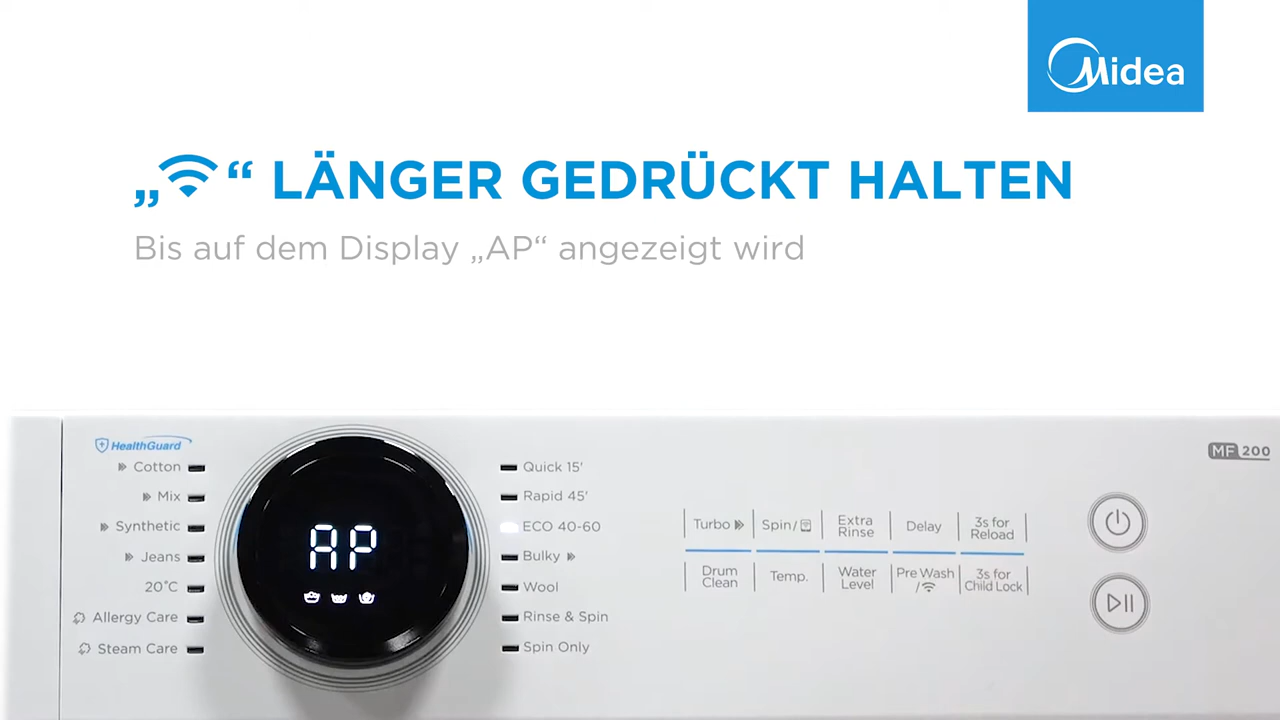 Midea
„“ LÄNGER GEDRÜCKT HALTEN
Bis auf dem Display „AP“ angezeigt wird
HealthGuard
Cotton
Mix
Synthetic
Jeans
20°C
Allergy Care
Steam Care
AP
Quick 15'
Rapid 45'
ECO 40-60
Bulky
Wool
Rinse & Spin
Spin Only
Turbo
Spin/
Extra
Rinse
Delay
3s for
Reload
Drum
Clean
Temp.
Water
Level
Pre Wash
/
3s for
Child Lock
MF 200